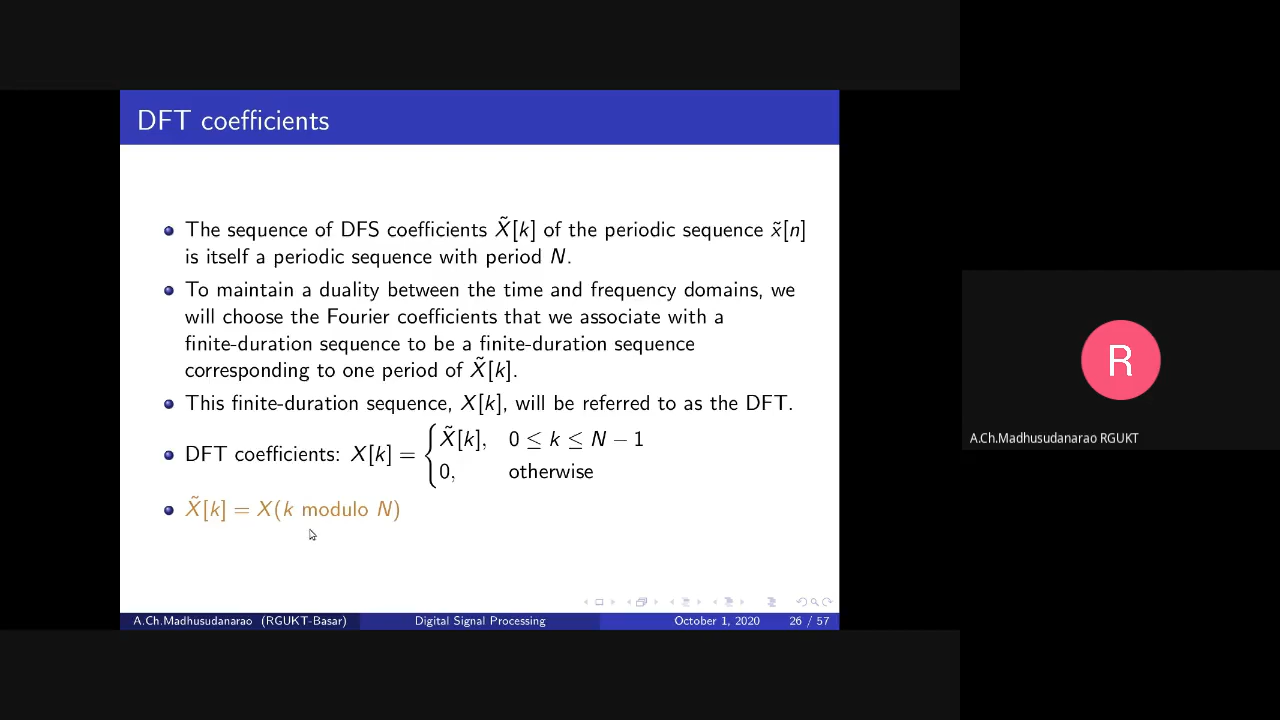 DFT coefficients
The sequence of DFS coefficients X̃[k] of the periodic sequence x̃[n]
is itself a periodic sequence with period N.
To maintain a duality between the time and frequency domains, we
will choose the Fourier coefficients that we associate with a
finite-duration sequence to be a finite-duration sequence
corresponding to one period of X̃[k].
This finite-duration sequence, X[k], will be referred to as the DFT.
DFT coefficients: X[k] = { X̃[k], 0 ≤ k ≤ N − 1
0, otherwise
X̃[k] = X(k modulo N)
A.Ch.Madhusudanarao (RGUKT-Basar) Digital Signal Processing October 1, 2020 26 / 57
R
A.Ch.Madhusudanarao RGUKT